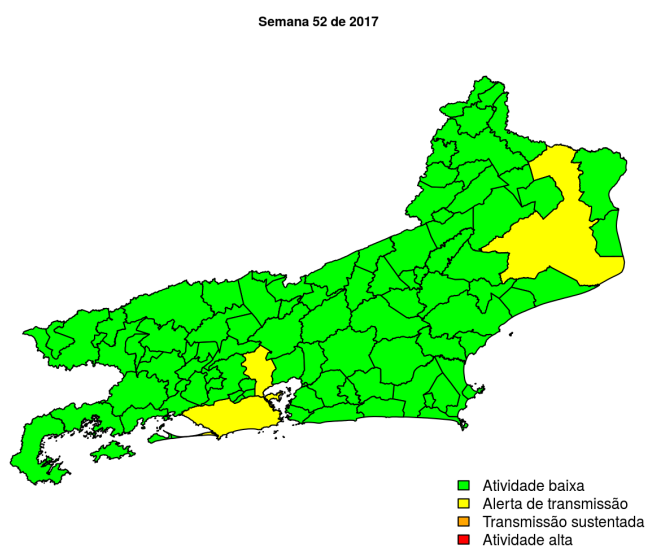 Semana 52 de 2017
Atividade baixa
Alerta de transmissão
Transmissão sustentada
Atividade alta